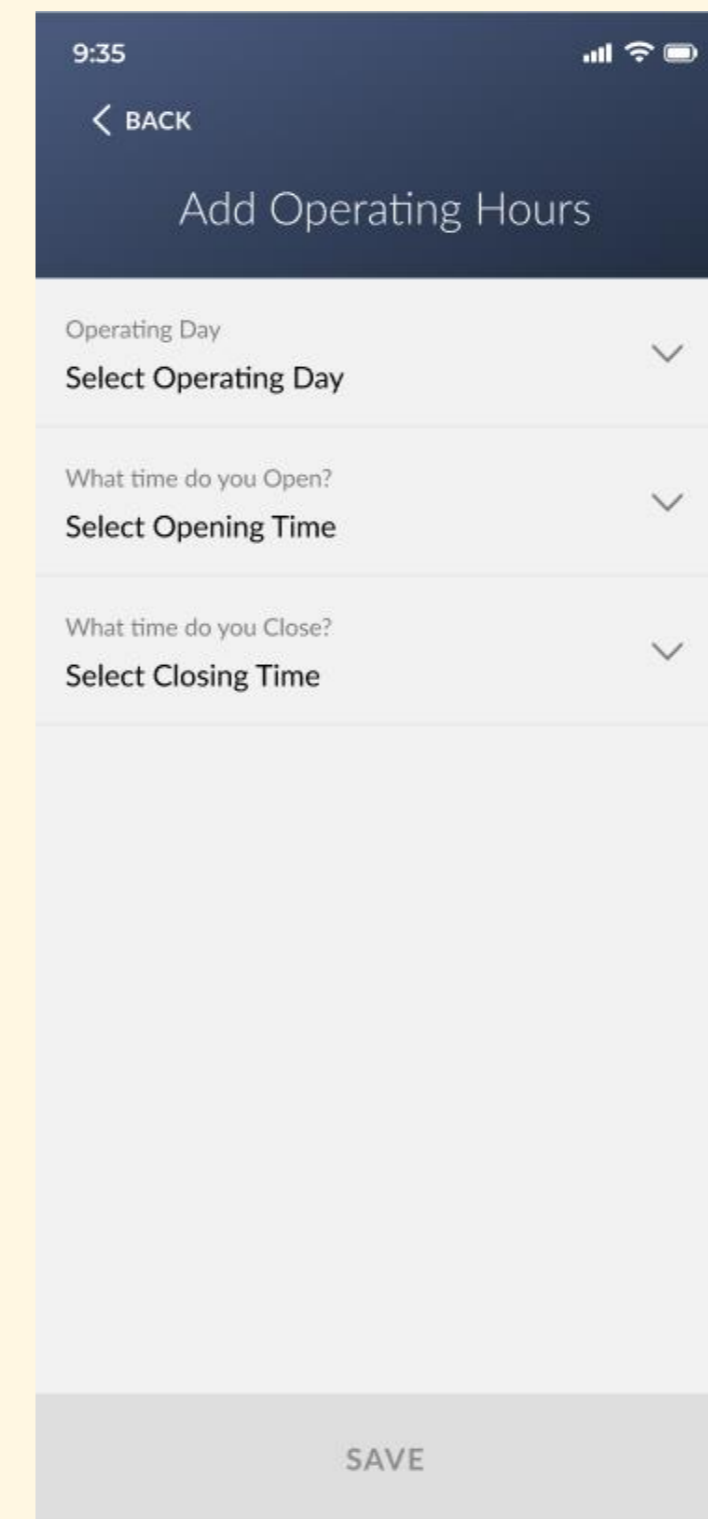 9:35
BACK
Add Operating Hours
Operating Day
Select Operating Day
What time do you Open?
Select Opening Time
What time do you Close?
Select Closing Time
SAVE